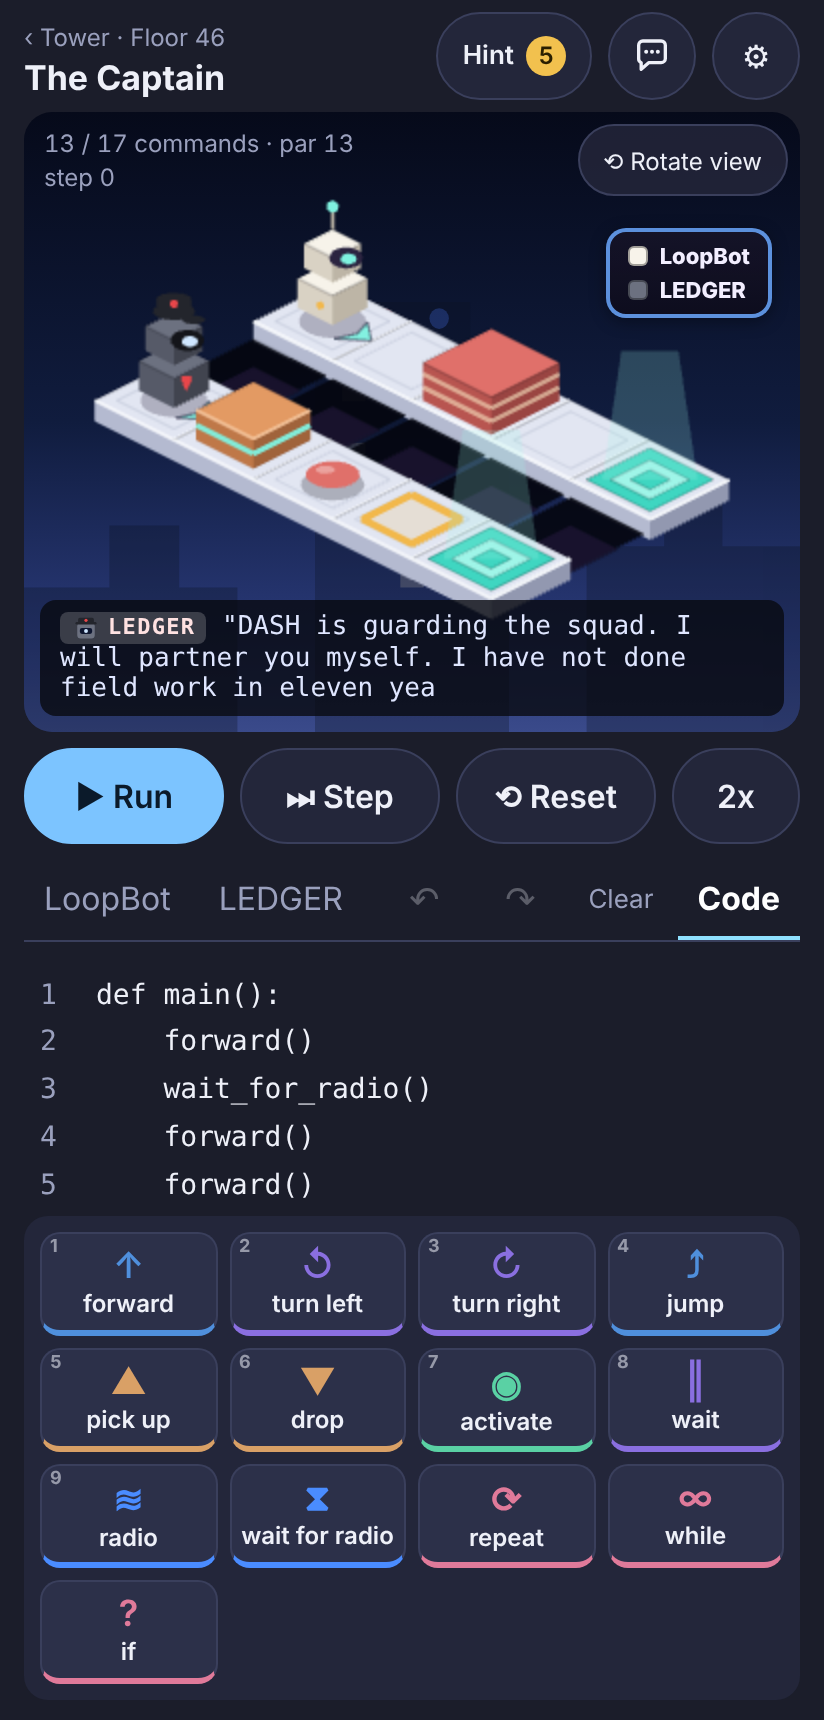 ‹ Tower · Floor 46
The Captain
Hint 5
13 / 17 commands · par 13
step 0
⟲ Rotate view
LoopBot
LEDGER
LEDGER "DASH is guarding the squad. I
will partner you myself. I have not done
field work in eleven yea
Run
Step
Reset
2x
LoopBot
LEDGER
Clear
Code
1 def main():
2 forward()
3 wait_for_radio()
4 forward()
5 forward()
1 forward
2 turn left
3 turn right
4 jump
5 pick up
6 drop
7 activate
8 wait
9 radio
wait for radio
repeat
while
? if